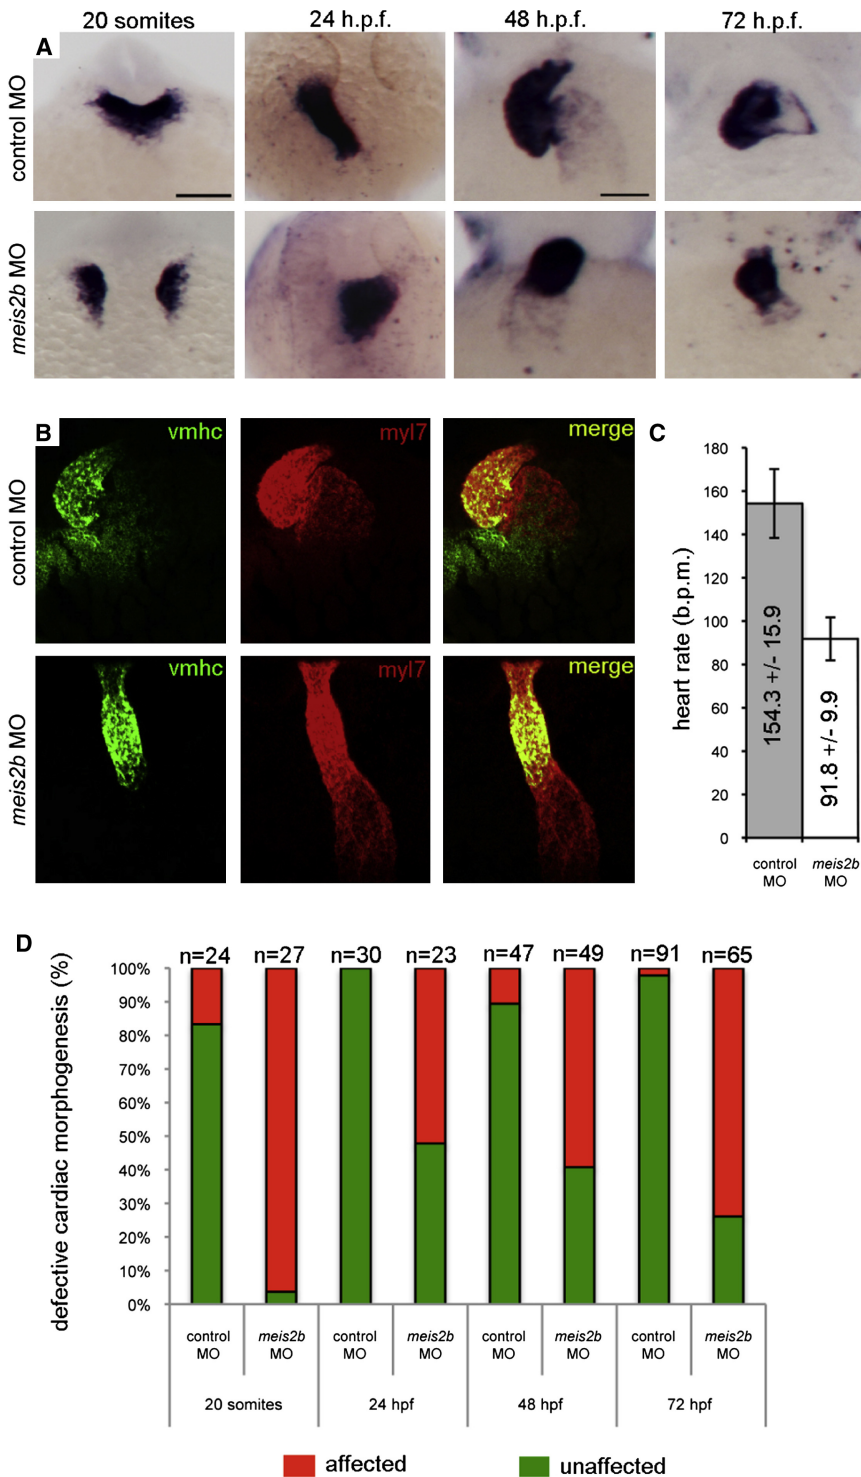 20 somites 24 h.p.f. 48 h.p.f. 72 h.p.f.
A
control MO
meis2b MO
B
vmhc myl7 merge
control MO
vmhc myl7 merge
meis2b MO
C
heart rate (b.p.m.)
180
160
140
120
100
80
60
40
20
0
154.3 +/- 15.9
91.8 +/- 9.9
control MO
meis2b MO
D
defective cardiac morphogenesis (%)
n=24 n=27 n=30 n=23 n=47 n=49 n=91 n=65
100%
90%
80%
70%
60%
50%
40%
30%
20%
10%
0%
control MO
meis2b MO
control MO
meis2b MO
control MO
meis2b MO
control MO
meis2b MO
20 somites 24 hpf 48 hpf 72 hpf
affected unaffected